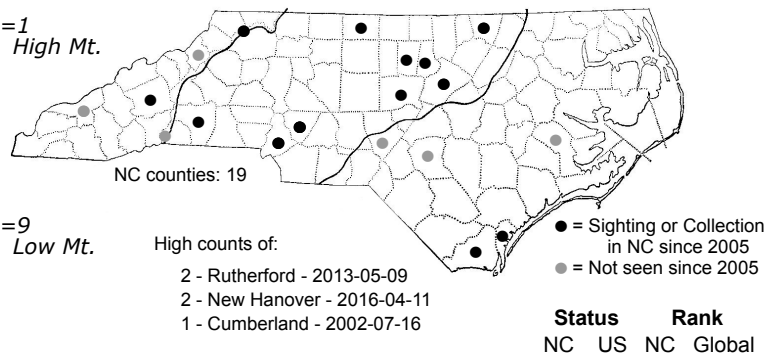 =1
High Mt.
NC counties: 19
=9
Low Mt.
High counts of:
2 - Rutherford - 2013-05-09
2 - New Hanover - 2016-04-11
1 - Cumberland - 2002-07-16
= Sighting or Collection
in NC since 2005
= Not seen since 2005
Status Rank
NC US NC Global